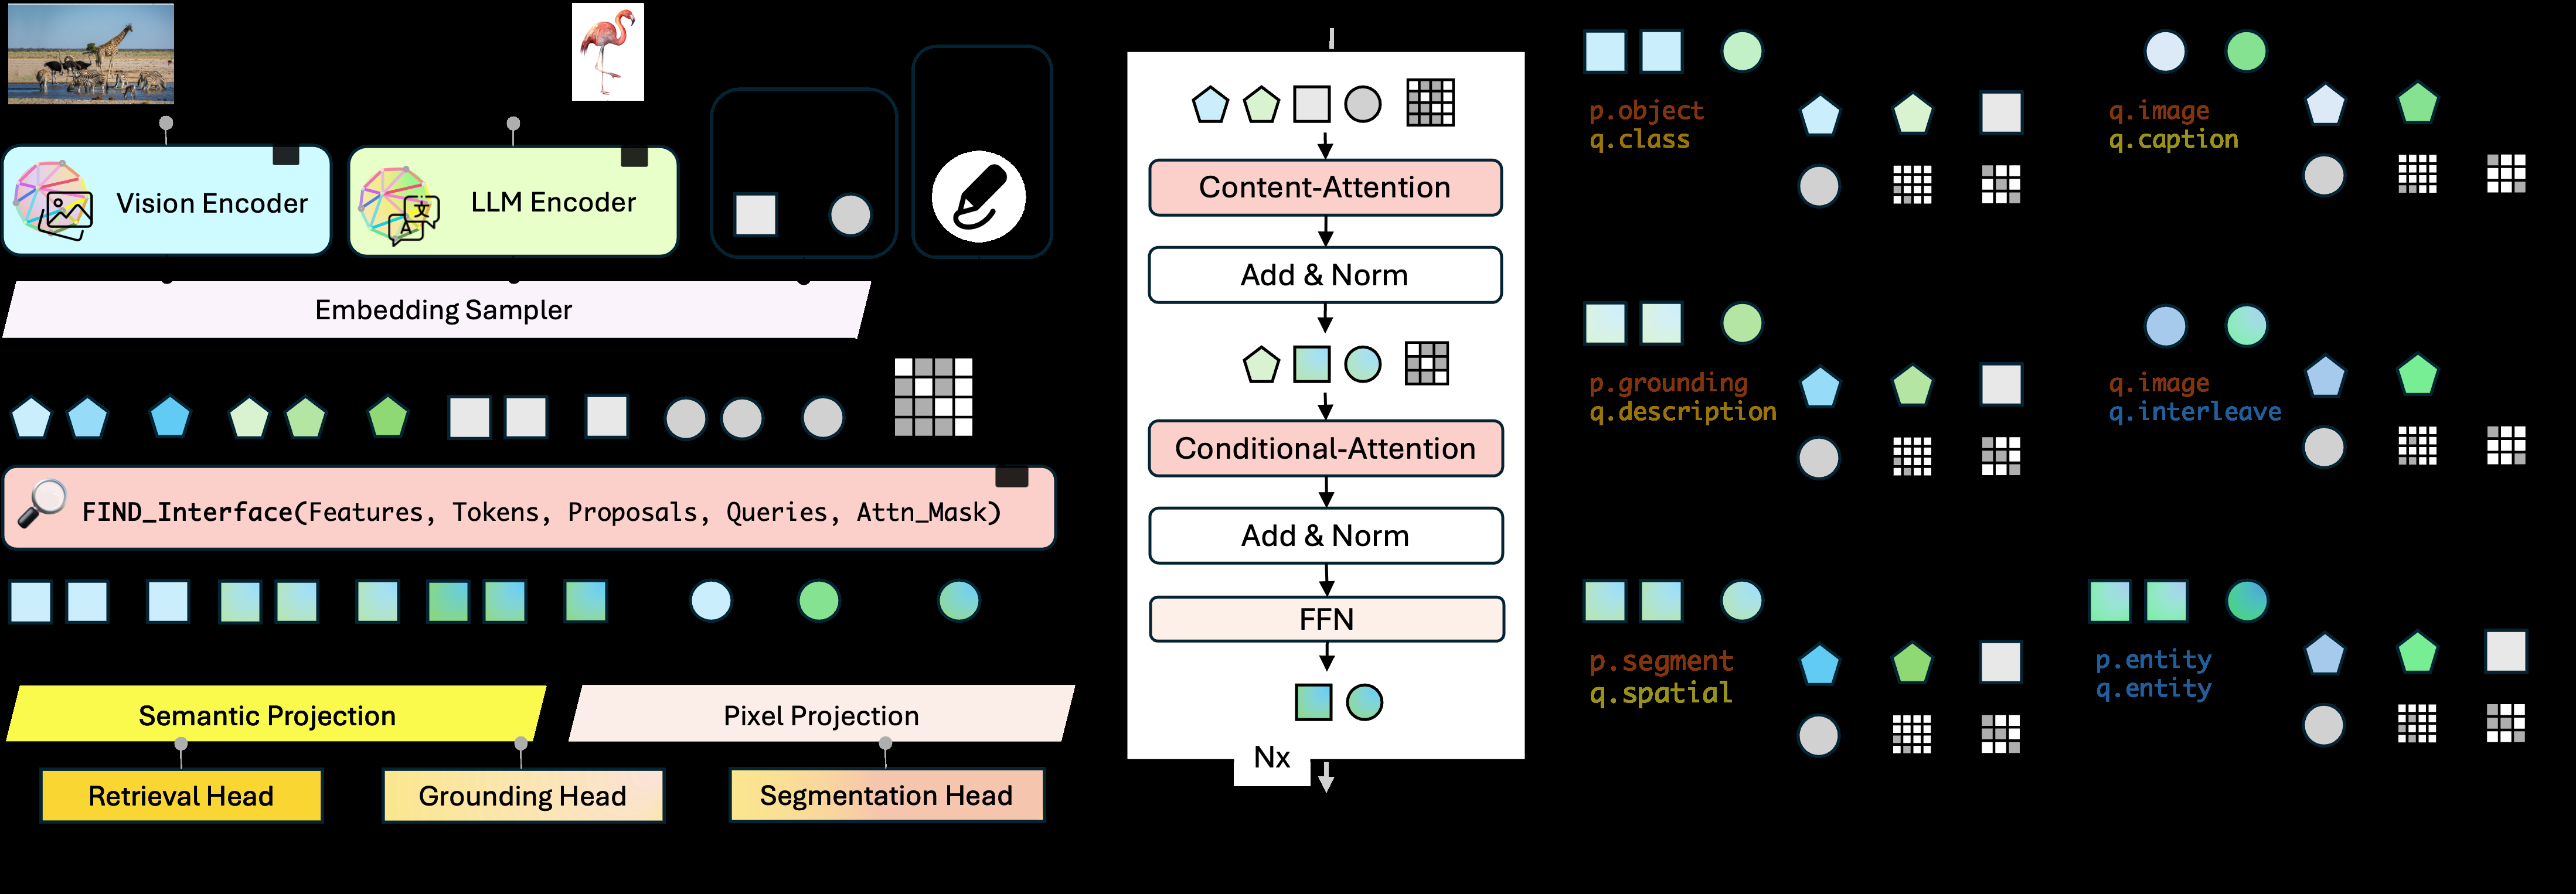 Vision Encoder
LLM Encoder
文
A
Embedding Sampler
FIND_Interface(Features, Tokens, Proposals, Queries, Attn_Mask)
Semantic Projection
Pixel Projection
Retrieval Head
Grounding Head
Segmentation Head
Content-Attention
Add & Norm
Conditional-Attention
Add & Norm
FFN
Nx
p.object
q.class
q.image
q.caption
p.grounding
q.description
q.image
q.interleave
p.segment
q.spatial
p.entity
q.entity